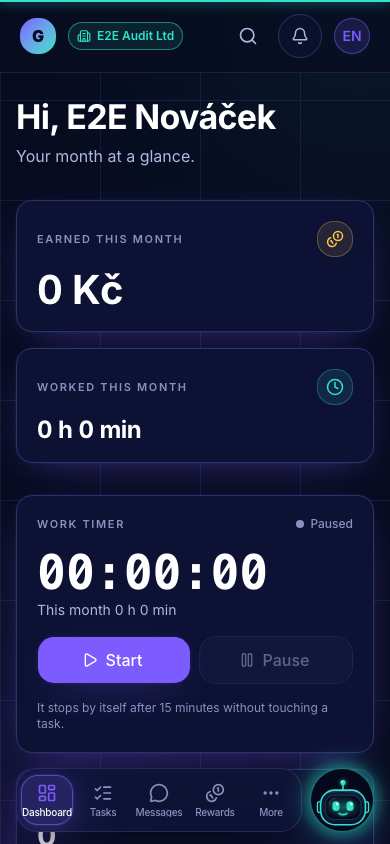 G
E2E Audit Ltd
EN
Hi, E2E Nováček
Your month at a glance.
EARNED THIS MONTH
0 Kč
WORKED THIS MONTH
0 h 0 min
WORK TIMER
Paused
00:00:00
This month 0 h 0 min
Start
Pause
It stops by itself after 15 minutes without touching a
task.
Dashboard
Tasks
Messages
Rewards
More